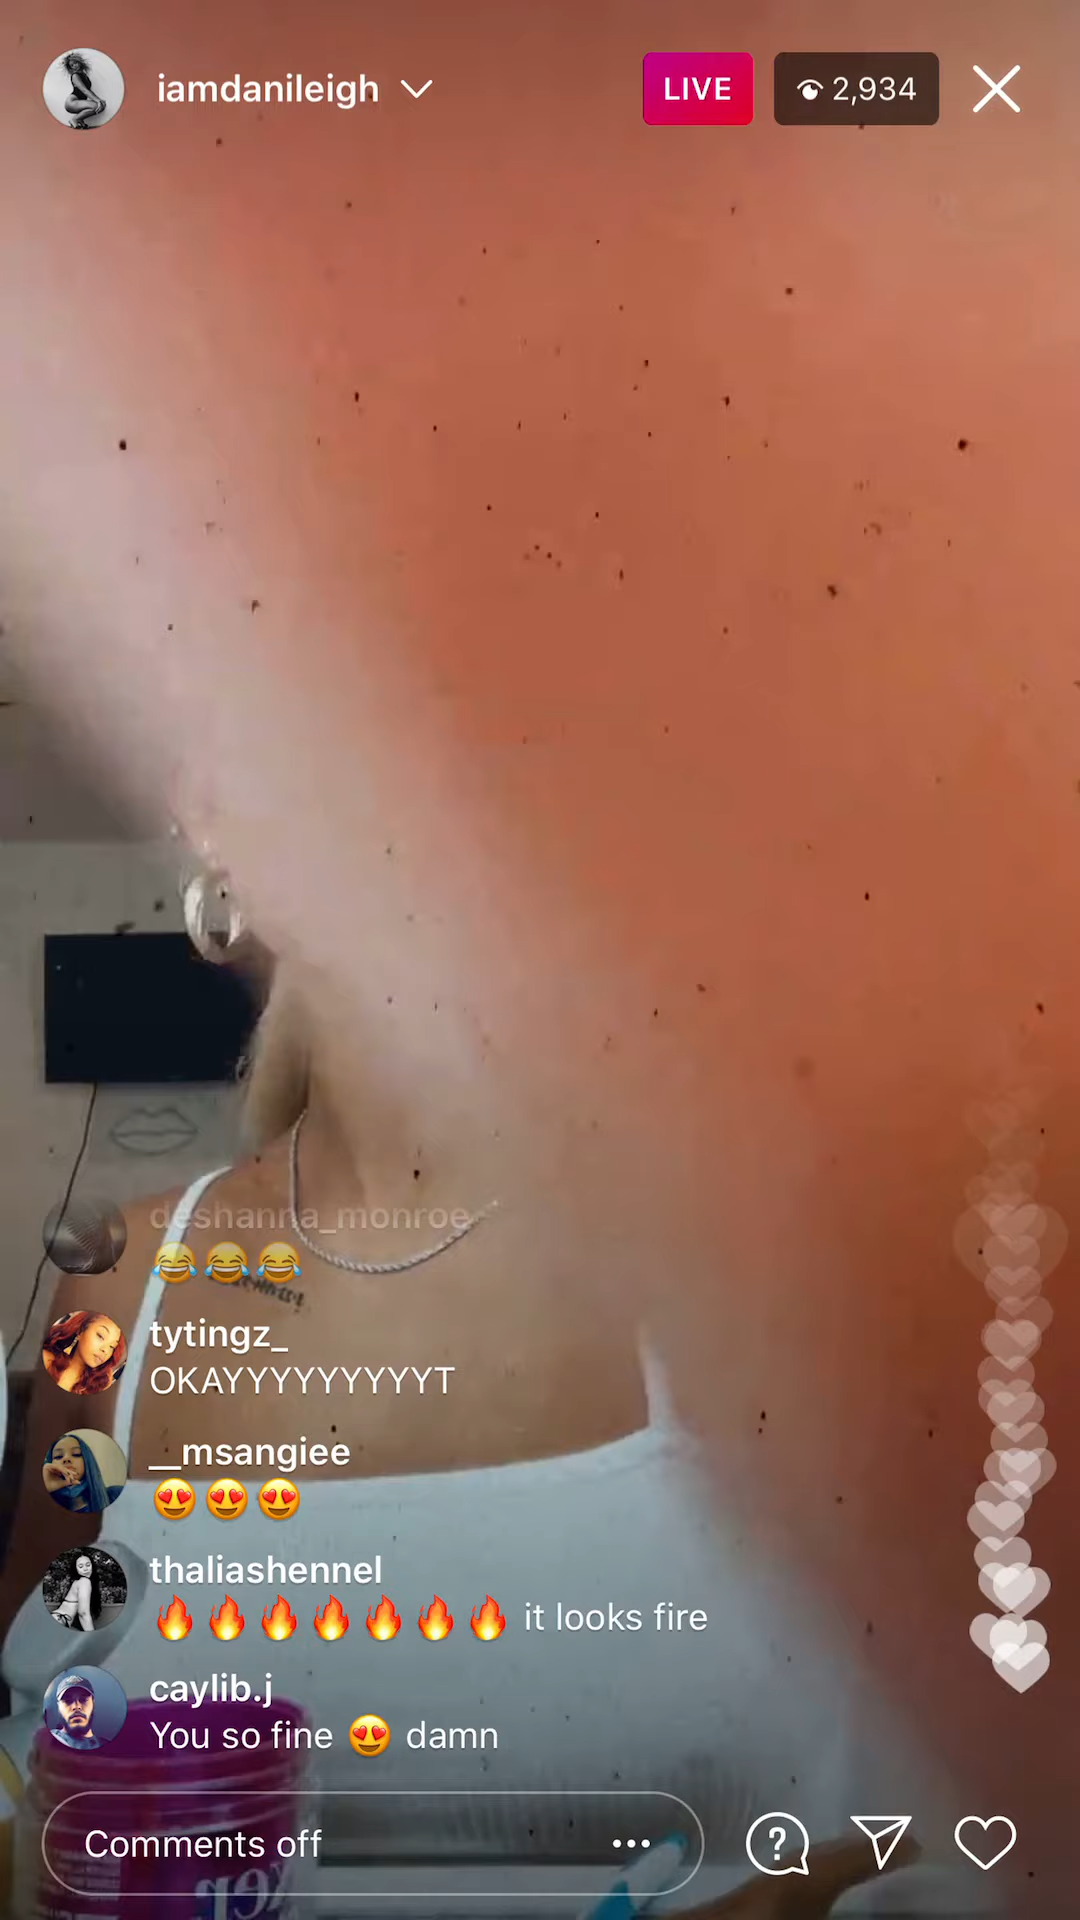 iamdanileigh
LIVE
2,934
deshanna_monroe
😂😂😂
tytingz_
OKAYYYYYYYYYT
__msangiee
😍😍😍
thaliashennel
🔥🔥🔥🔥🔥🔥🔥 it looks fire
caylib.j
You so fine 😍 damn
Comments off